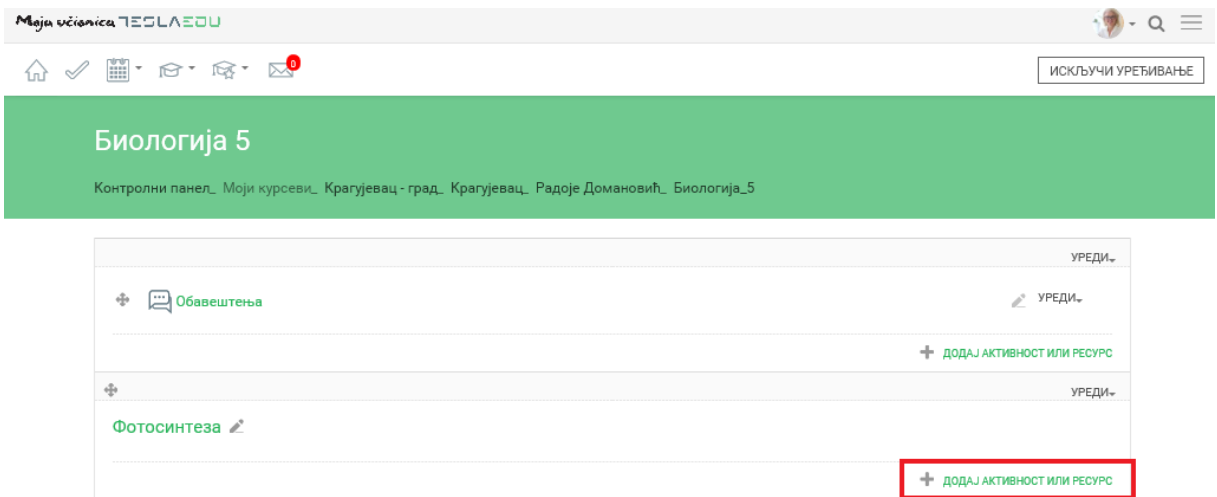 Moja učionica TESLAEDU
0
ИСКЉУЧИ УРЕЂИВАЊЕ
Биологија 5
Контролни панел_ Моји курсеви_ Крагујевац - град_ Крагујевац_ Радоје Домановић_ Биологија_5
УРЕДИ
Обавештења
УРЕДИ
ДОДАЈ АКТИВНОСТ ИЛИ РЕСУРС
УРЕДИ
Фотосинтеза
ДОДАЈ АКТИВНОСТ ИЛИ РЕСУРС